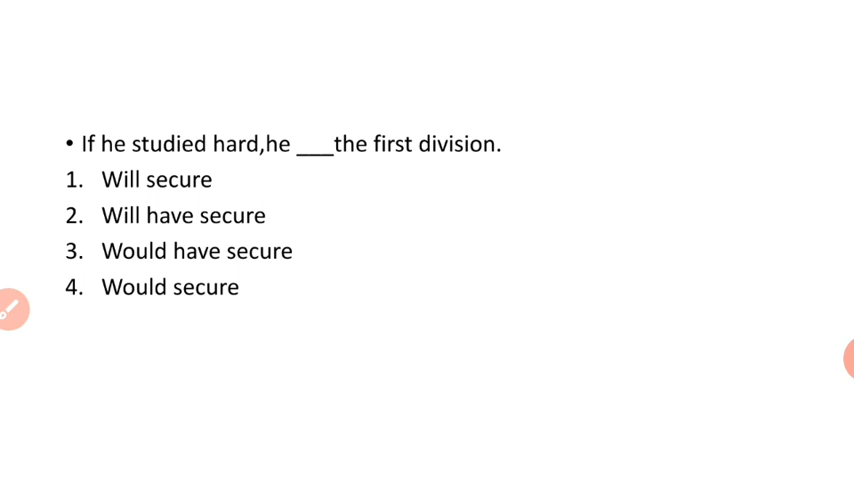 • If he studied hard,he ___the first division.
1. Will secure
2. Will have secure
3. Would have secure
4. Would secure